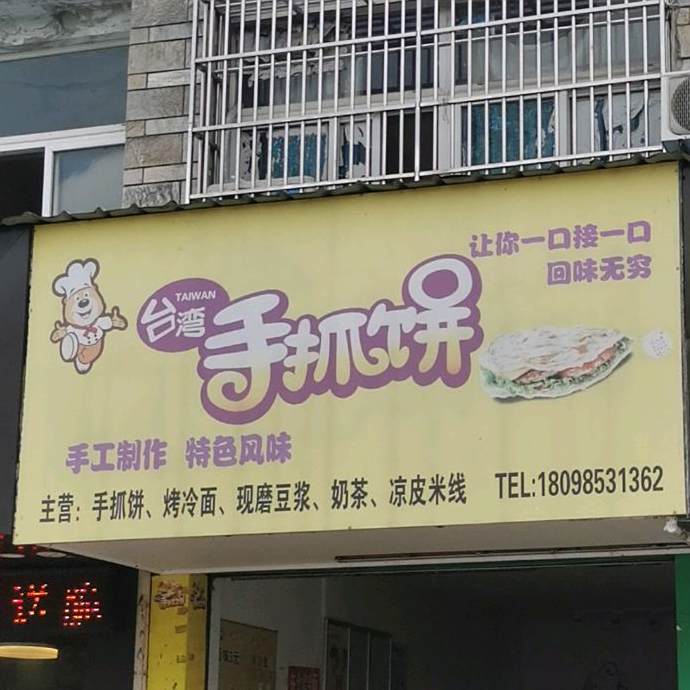 让你一口接一口
回味无穷
台湾
TAIWAN
手抓饼
手工制作 特色风味
主营：手抓饼、烤冷面、现磨豆浆、奶茶、凉皮米线 TEL:18098531362